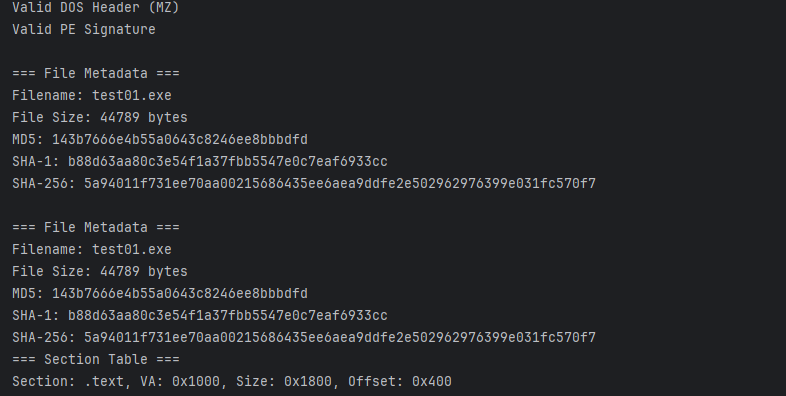 Valid DOS Header (MZ)
Valid PE Signature
=== File Metadata ===
Filename: test01.exe
File Size: 44789 bytes
MD5: 143b7666e4b55a0643c8246ee8bbbdfd
SHA-1: b88d63aa80c3e54f1a37fbb5547e0c7eaf6933cc
SHA-256: 5a94011f731ee70aa00215686435ee6aea9ddfe2e502962976399e031fc570f7
=== File Metadata ===
Filename: test01.exe
File Size: 44789 bytes
MD5: 143b7666e4b55a0643c8246ee8bbbdfd
SHA-1: b88d63aa80c3e54f1a37fbb5547e0c7eaf6933cc
SHA-256: 5a94011f731ee70aa00215686435ee6aea9ddfe2e502962976399e031fc570f7
=== Section Table ===
Section: .text, VA: 0x1000, Size: 0x1800, Offset: 0x400